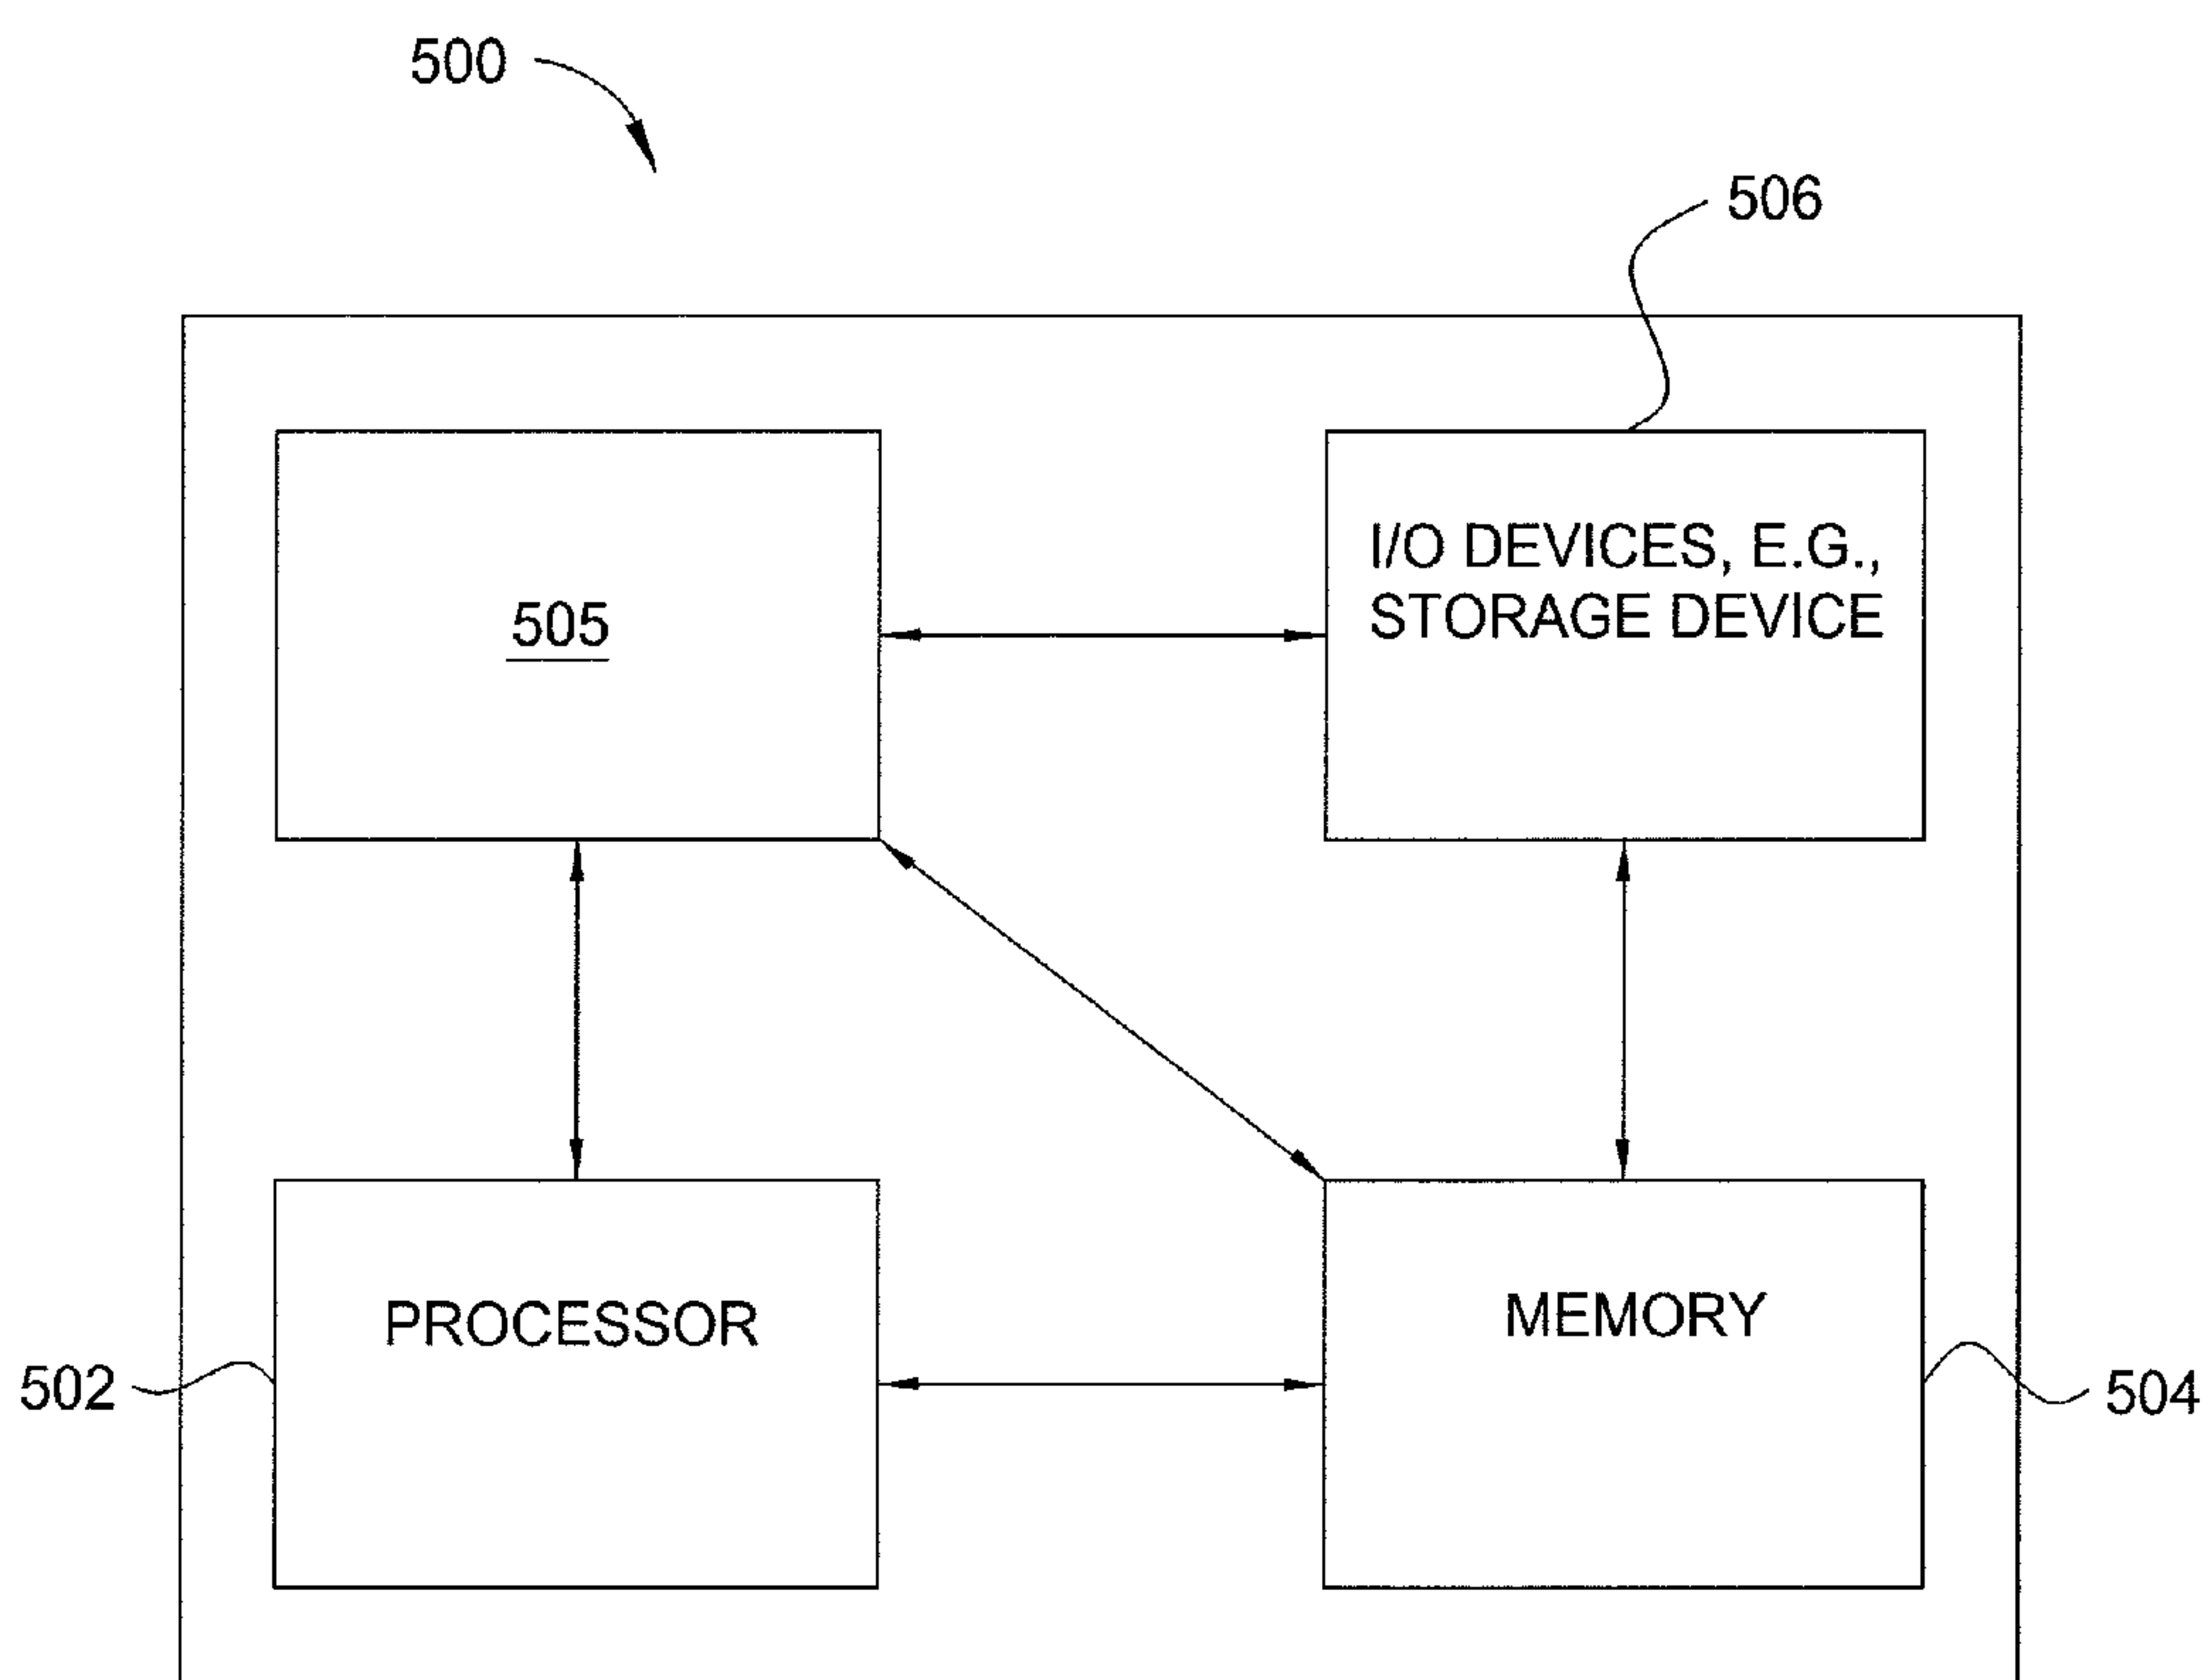 500
506
505
I/O DEVICES, E.G.,
STORAGE DEVICE
PROCESSOR
MEMORY
502
504